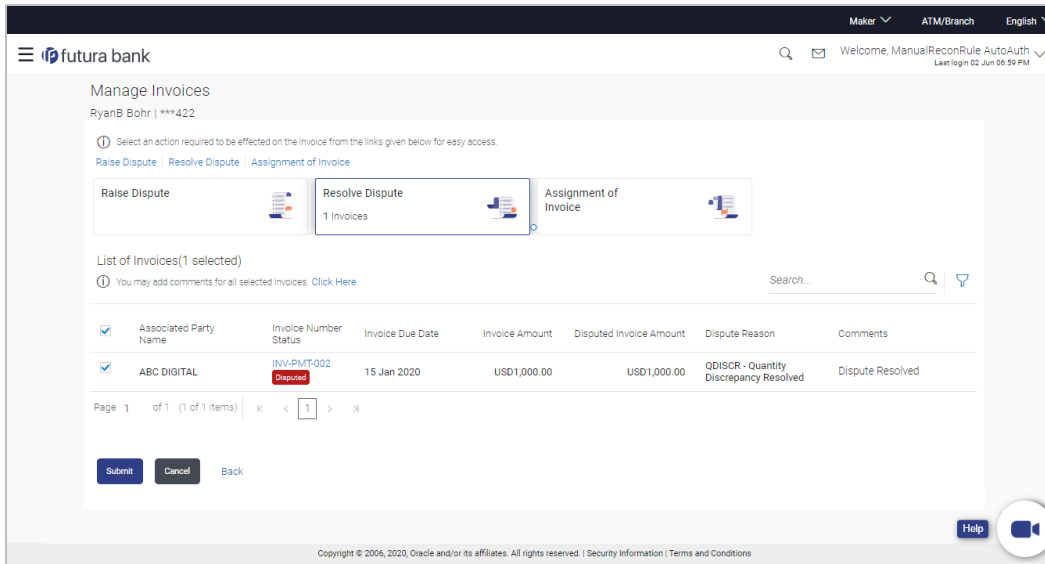 Maker ATM/Branch English
futura bank
Welcome, ManualReconRule AutoAuth
Last login 02 Jun 06:59 PM
Manage Invoices
RyanB Bohr | ***422
Select an action required to be effected on the invoice from the links given below for easy access.
Raise Dispute | Resolve Dispute | Assignment of Invoice
Raise Dispute
Resolve Dispute
1 Invoices
Assignment of
Invoice
List of Invoices(1 selected)
You may add comments for all selected invoices. Click Here
Search...
Associated Party Name
Invoice Number Status
Invoice Due Date
Invoice Amount
Disputed Invoice Amount
Dispute Reason
Comments
ABC DIGITAL
INV-PMT-002
Disputed
15 Jan 2020
USD1,000.00
USD1,000.00
QDISCR - Quantity
Discrepancy Resolved
Dispute Resolved
Page 1 of 1 (1 of 1 items) 1
Submit Cancel Back
Help
Copyright © 2006, 2020, Oracle and/or its affiliates. All rights reserved. | Security Information | Terms and Conditions